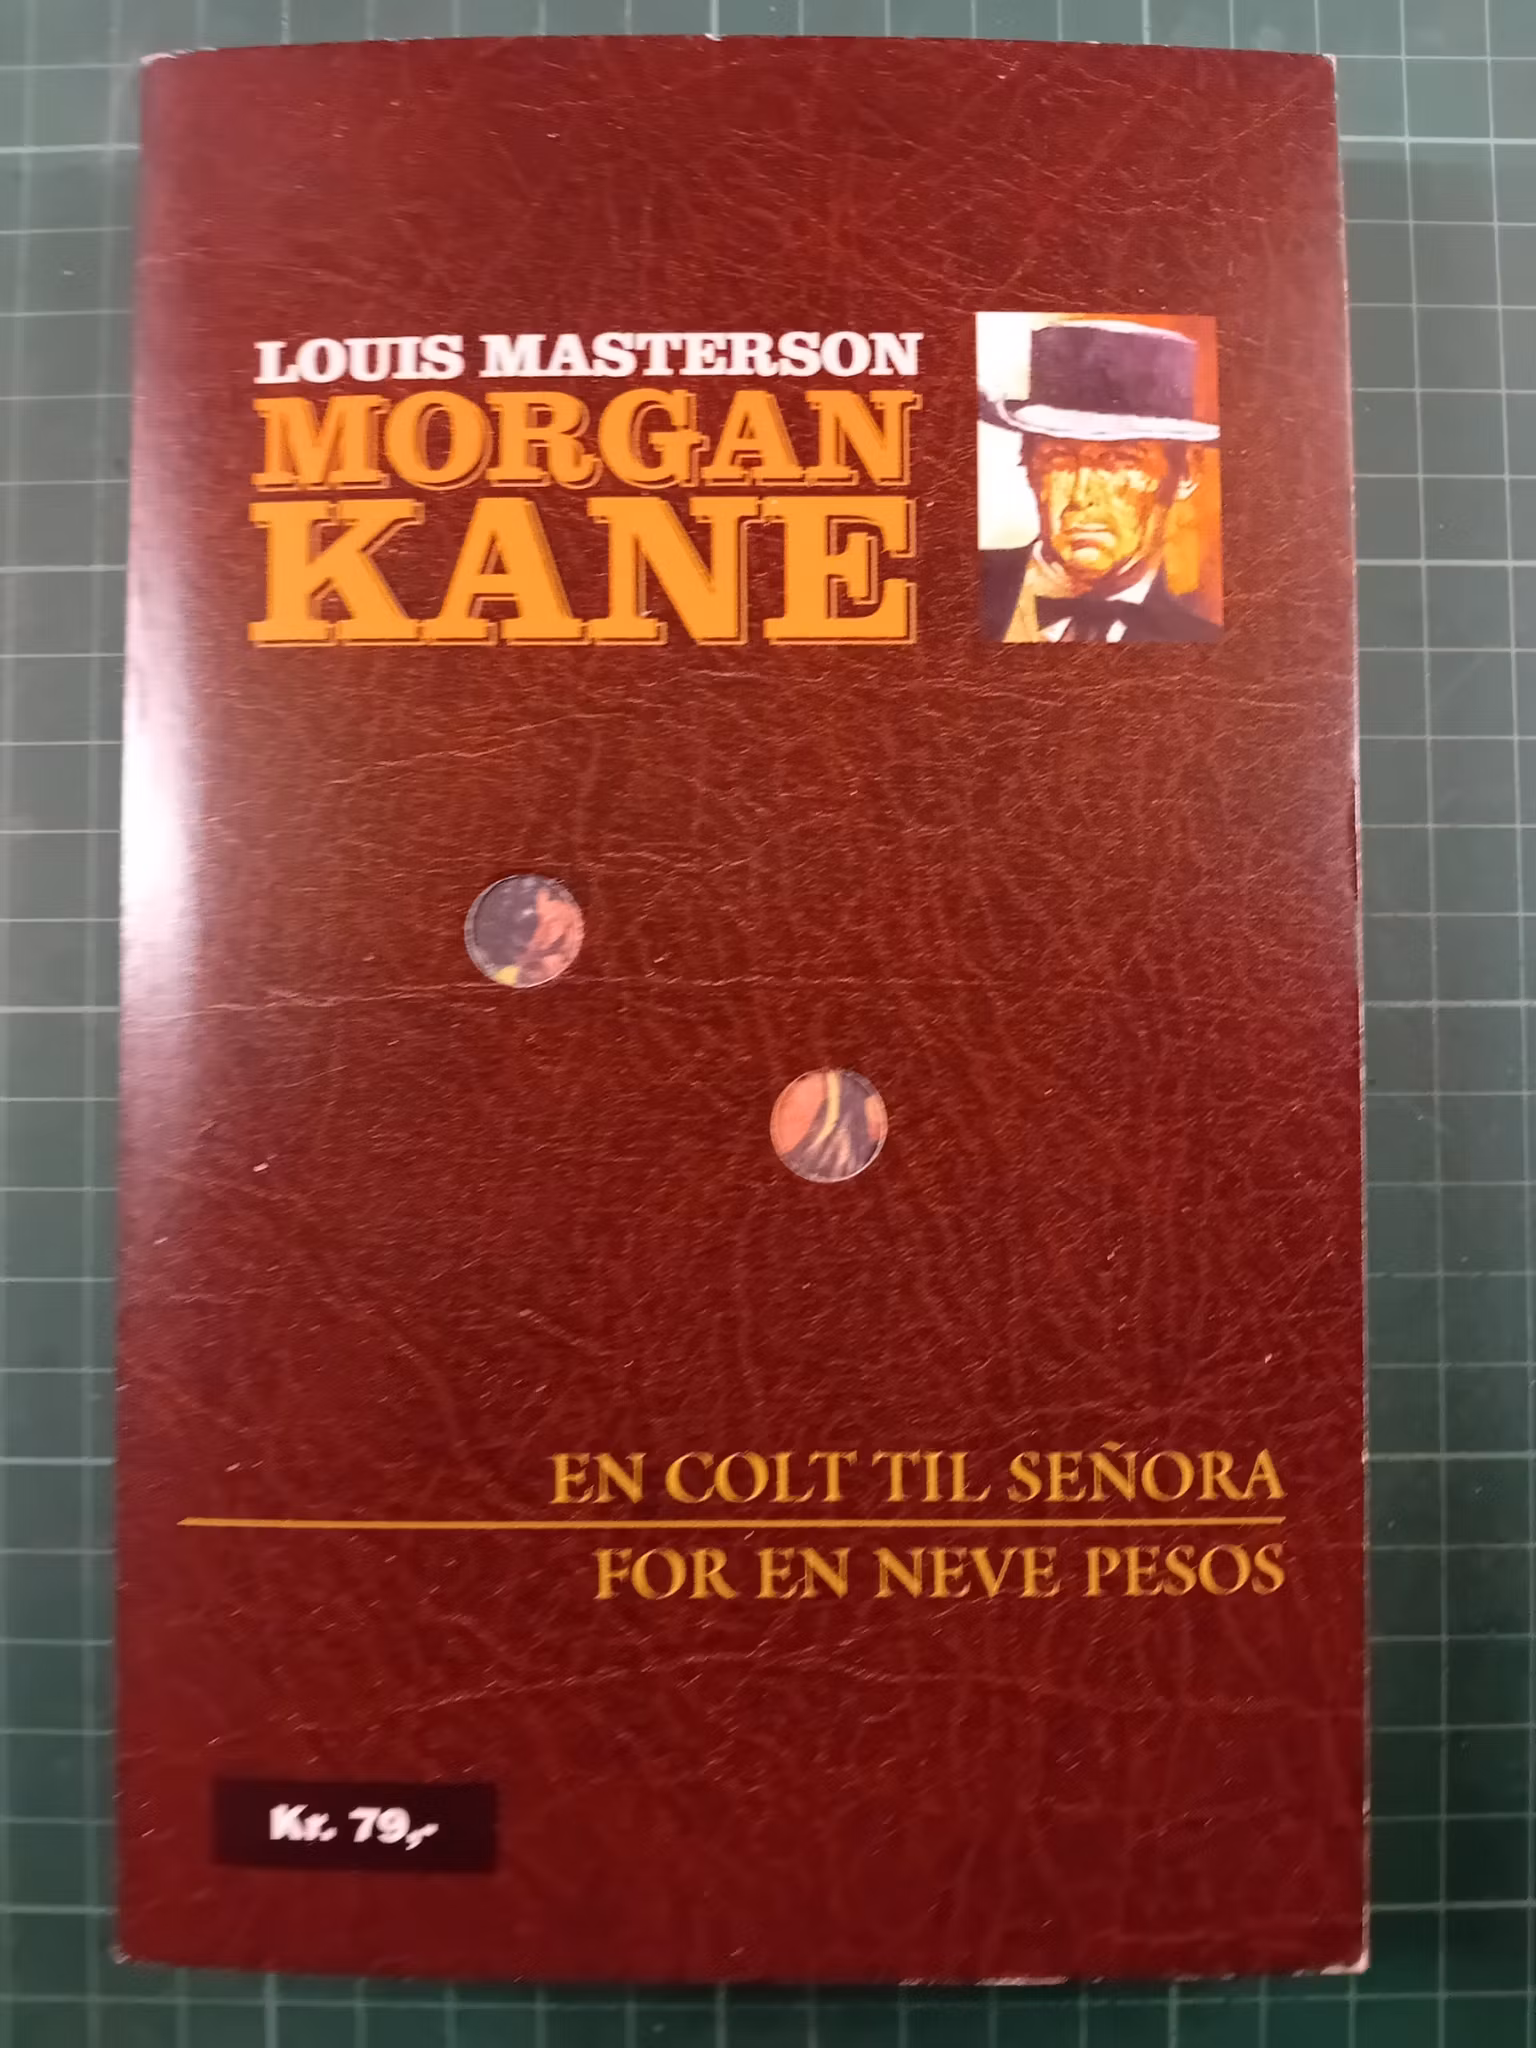 LOUIS MASTERSON
MORGAN
KANE
EN COLT TIL SEÑORA
FOR EN NEVE PESOS
Kr. 79,-